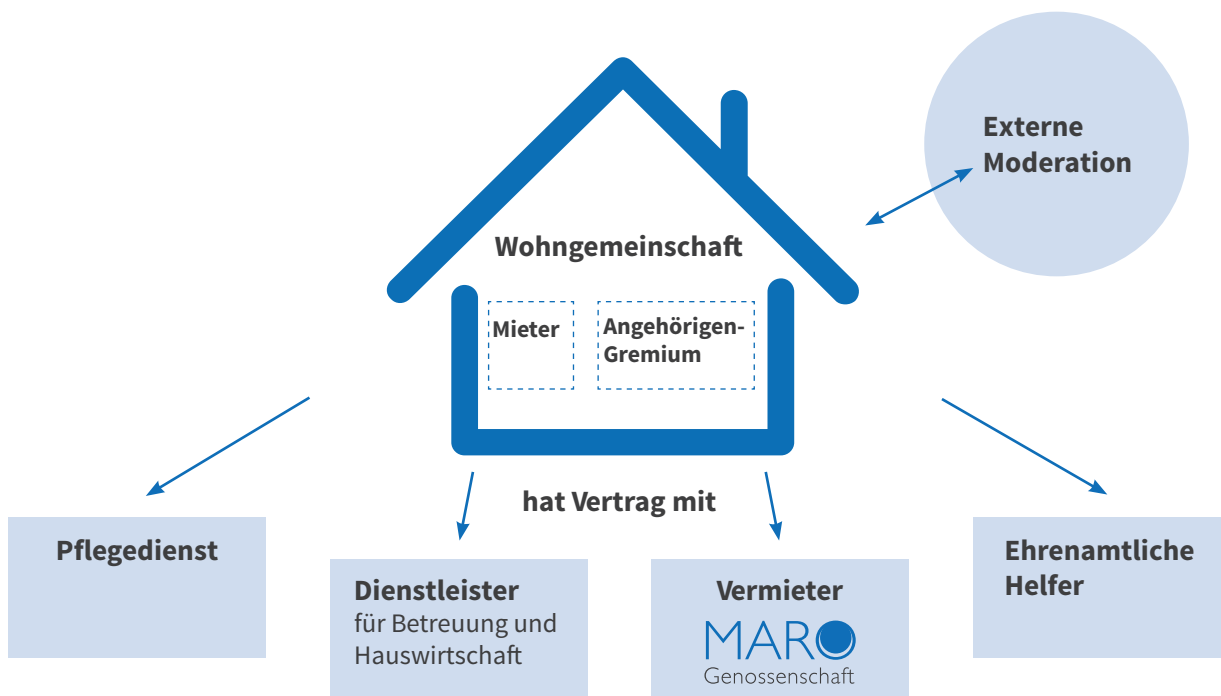 Externe
Moderation
Wohngemeinschaft
Mieter
Angehörigen-
Gremium
hat Vertrag mit
Pflegedienst
Dienstleister
für Betreuung und
Hauswirtschaft
Vermieter
MARO
Genossenschaft
Ehrenamtliche
Helfer